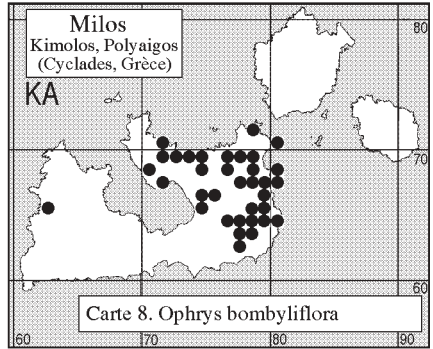 Milos
Kimolos, Polyaigos
(Cyclades, Grèce)
KA
80
70
60
Carte 8. Ophrys bombyliflora
60
70
80
90